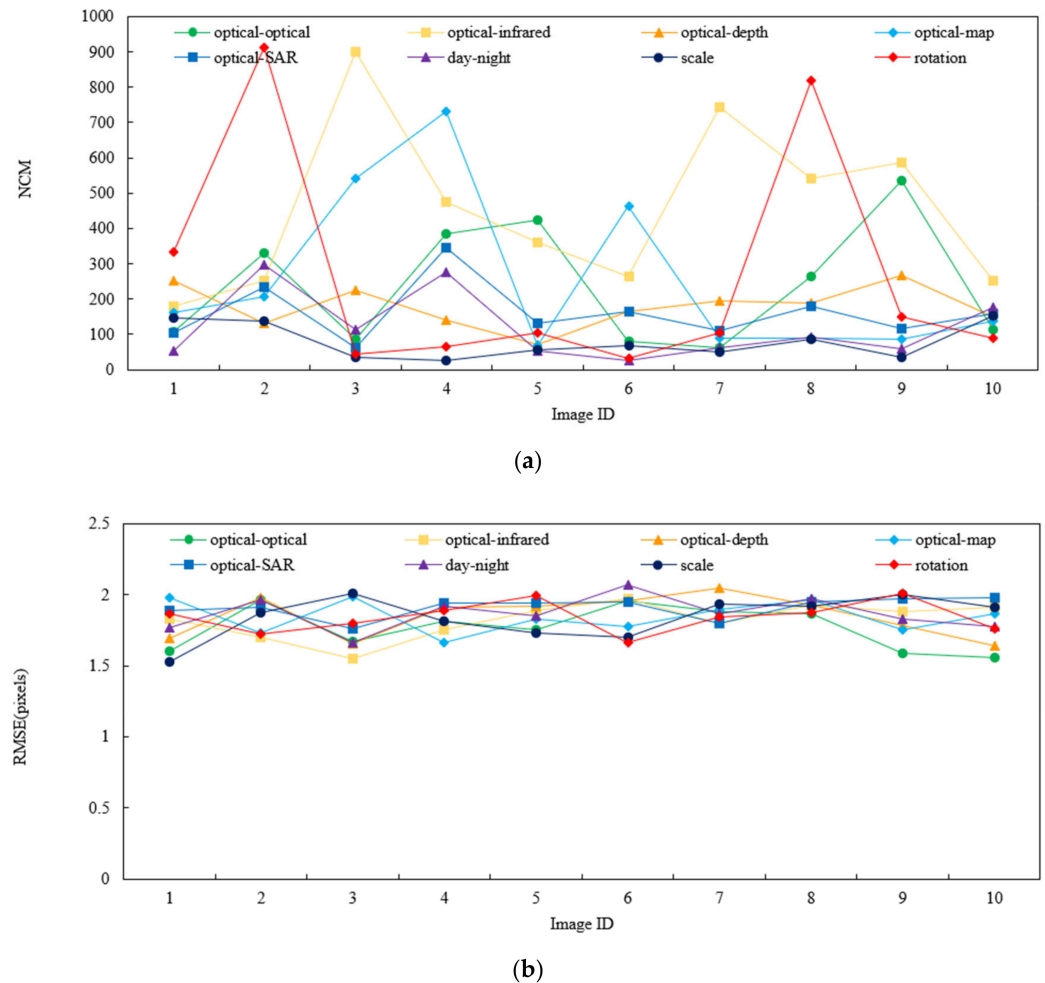 1000
900
800
700
600
500
400
300
200
100
0
NCM
optical-optical optical-infrared optical-depth optical-map
optical-SAR day-night scale rotation
1 2 3 4 5 6 7 8 9 10
Image ID
(a)
2.5
2
1.5
1
0.5
0
RMSE(pixels)
optical-optical optical-infrared optical-depth optical-map
optical-SAR day-night scale rotation
1 2 3 4 5 6 7 8 9 10
Image ID
(b)